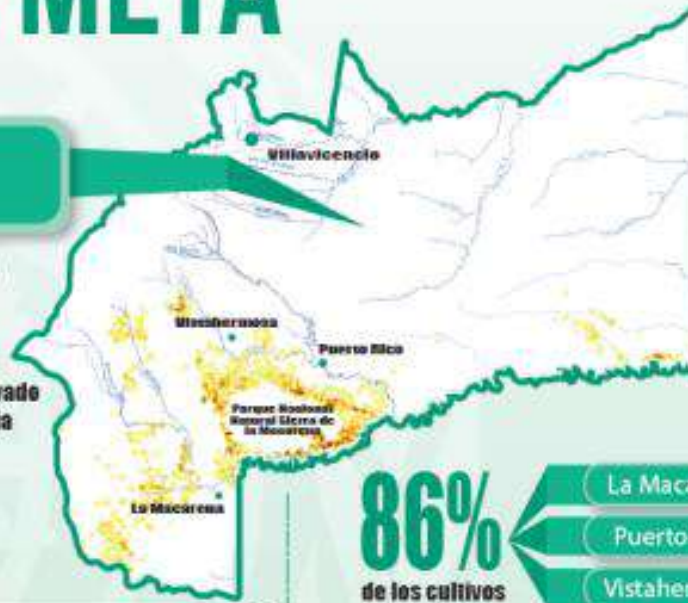 META
Villavicencio
Vistahermosa
Puerto Rico
Parque Nacional
Natural Sierra de
la Macarena
La Macarena
vado
a
86%
de los cultivos
La Maca
Puerto
Vistaher